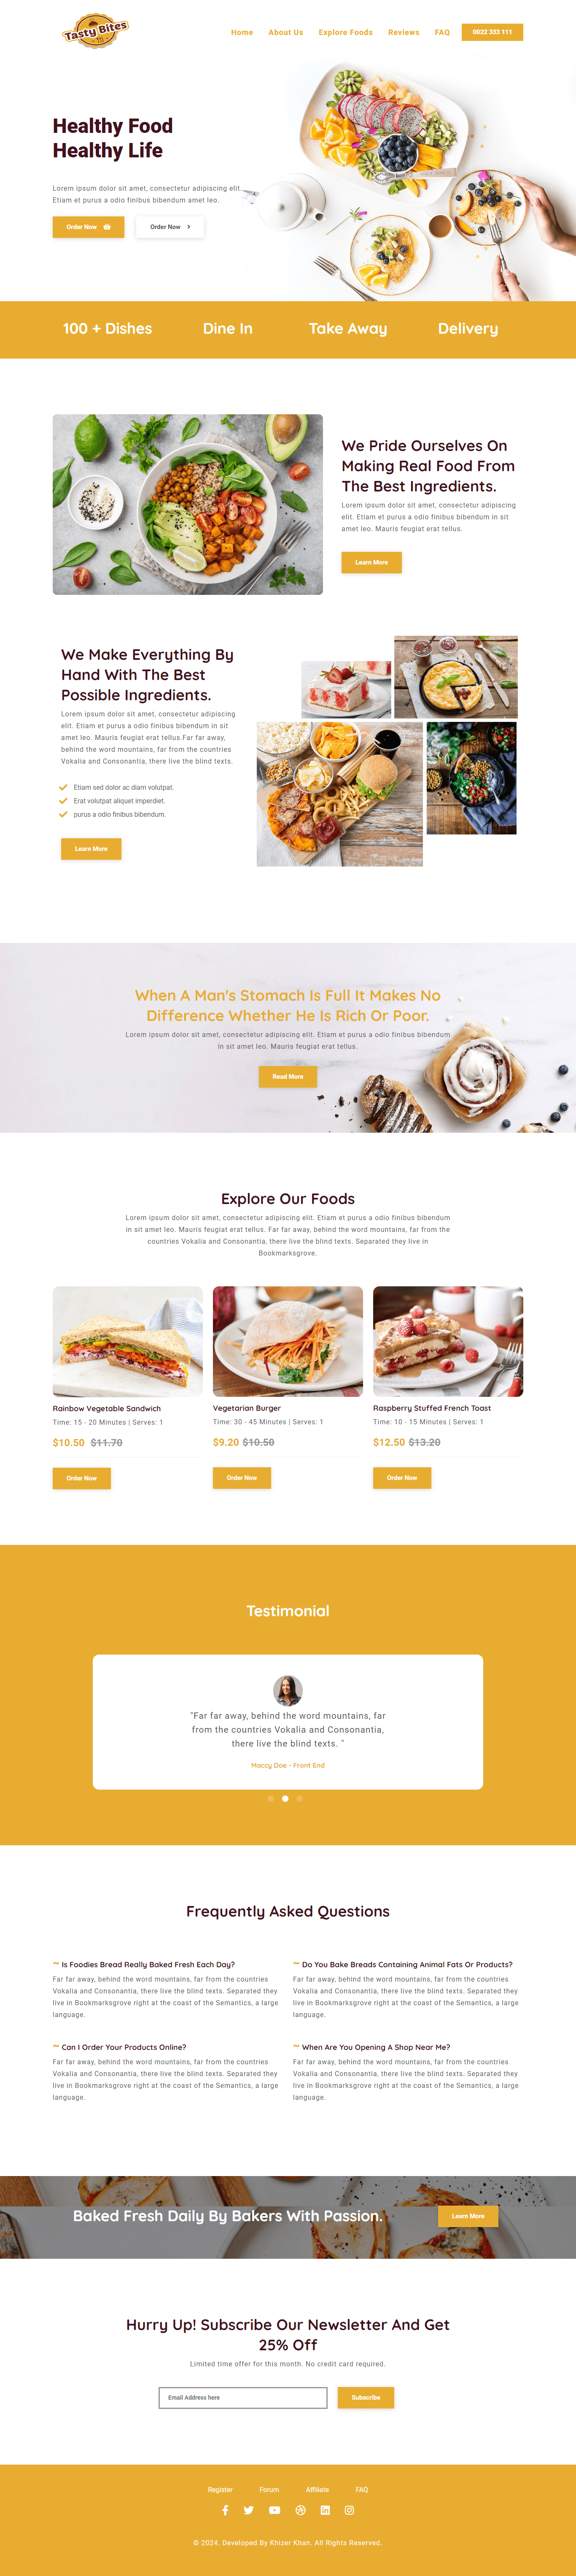 Tasty Bites
Home About Us Explore Foods Reviews FAQ 0022 333 111
Healthy Food
Healthy Life
Lorem ipsum dolor sit amet, consectetur adipiscing elit.
Etiam et purus a odio finibus bibendum amet leo.
Order Now Order Now
100 + Dishes Dine In Take Away Delivery
We Pride Ourselves On
Making Real Food From
The Best Ingredients.
Lorem ipsum dolor sit amet, consectetur adipiscing
elit. Etiam et purus a odio finibus bibendum in sit
amet leo. Mauris feugiat erat tellus.
Learn More
We Make Everything By
Hand With The Best
Possible Ingredients.
Lorem ipsum dolor sit amet, consectetur adipiscing
elit. Etiam et purus a odio finibus bibendum in sit
amet leo. Mauris feugiat erat tellus.Far far away,
behind the word mountains, far from the countries
Vokalia and Consonantia, there live the blind texts.
Etiam sed dolor ac diam volutpat.
Erat volutpat aliquet imperdiet.
purus a odio finibus bibendum.
Learn More
When A Man's Stomach Is Full It Makes No
Difference Whether He Is Rich Or Poor.
Lorem ipsum dolor sit amet, consectetur adipiscing elit. Etiam et purus a odio finibus bibendum
in sit amet leo. Mauris feugiat erat tellus.
Read More
Explore Our Foods
Lorem ipsum dolor sit amet, consectetur adipiscing elit. Etiam et purus a odio finibus bibendum
in sit amet leo. Mauris feugiat erat tellus. Far far away, behind the word mountains, far from the
countries Vokalia and Consonantia, there live the blind texts. Separated they live in
Bookmarksgrove.
Rainbow Vegetable Sandwich
Time: 15 - 20 Minutes | Serves: 1
$10.50 $11.70
Order Now
Vegetarian Burger
Time: 30 - 45 Minutes | Serves: 1
$9.20 $10.50
Order Now
Raspberry Stuffed French Toast
Time: 10 - 15 Minutes | Serves: 1
$12.50 $13.20
Order Now
Testimonial
"Far far away, behind the word mountains, far
from the countries Vokalia and Consonantia,
there live the blind texts. "
Maccy Doe - Front End
Frequently Asked Questions
~ Is Foodies Bread Really Baked Fresh Each Day?
Far far away, behind the word mountains, far from the countries
Vokalia and Consonantia, there live the blind texts. Separated they
live in Bookmarksgrove right at the coast of the Semantics, a large
language.
~ Do You Bake Breads Containing Animal Fats Or Products?
Far far away, behind the word mountains, far from the countries
Vokalia and Consonantia, there live the blind texts. Separated they
live in Bookmarksgrove right at the coast of the Semantics, a large
language.
~ Can I Order Your Products Online?
Far far away, behind the word mountains, far from the countries
Vokalia and Consonantia, there live the blind texts. Separated they
live in Bookmarksgrove right at the coast of the Semantics, a large
language.
~ When Are You Opening A Shop Near Me?
Far far away, behind the word mountains, far from the countries
Vokalia and Consonantia, there live the blind texts. Separated they
live in Bookmarksgrove right at the coast of the Semantics, a large
language.
Baked Fresh Daily By Bakers With Passion.
Learn More
Hurry Up! Subscribe Our Newsletter And Get
25% Off
Limited time offer for this month. No credit card required.
Email Address here Subscribe
Register Forum Affiliate FAQ
© 2024. Developed By Khizer Khan. All Rights Reserved.